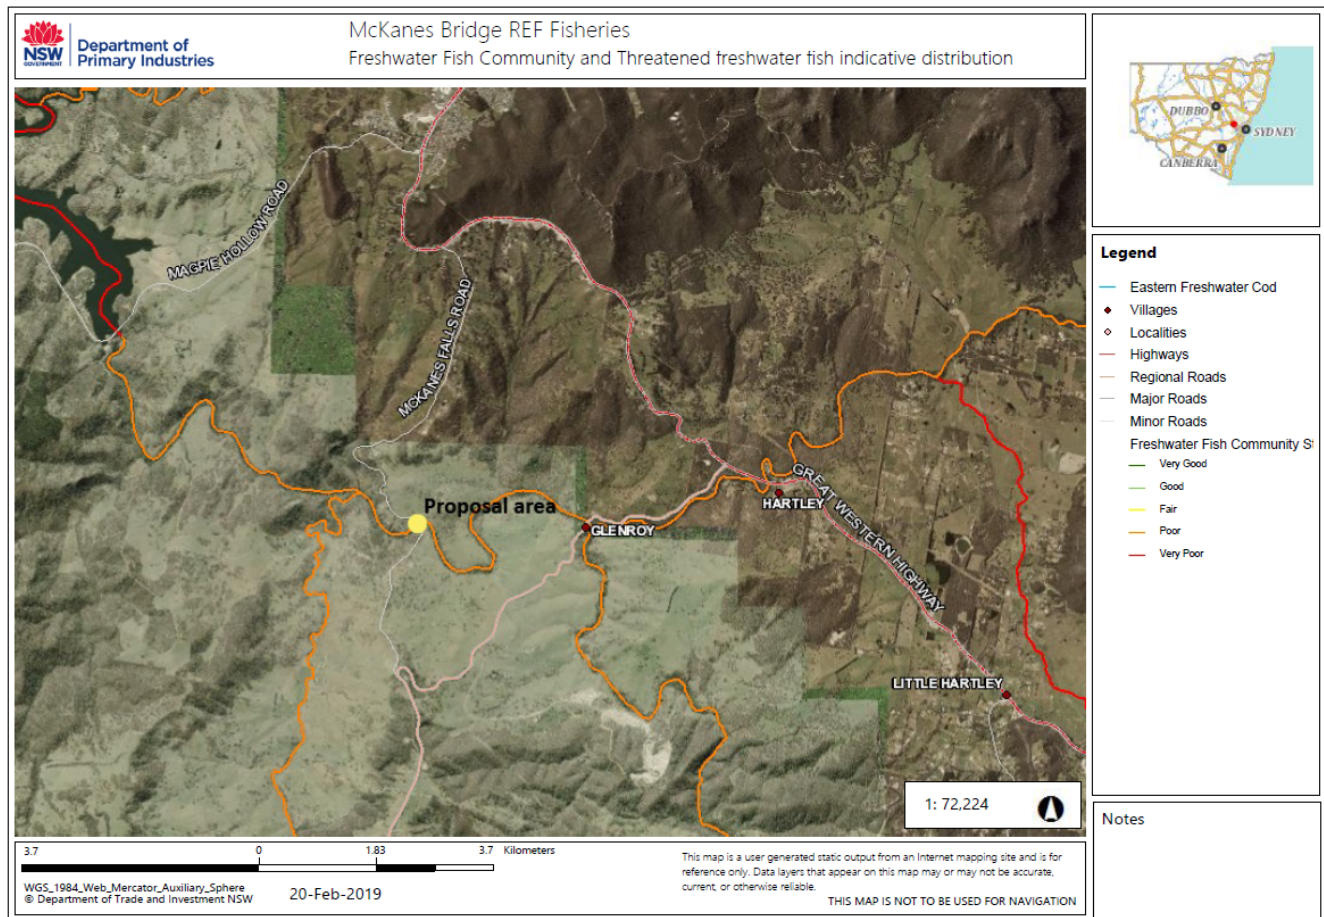 NSW
GOVERNMENT
Department of
Primary Industries
McKanes Bridge REF Fisheries
Freshwater Fish Community and Threatened freshwater fish indicative distribution
DUBBO
SYDNEY
CANBERRA
MAGPIE HOLLOW ROAD
MCKANES FALLS ROAD
Proposal area
GLENROY
HARTLEY
GREAT WESTERN HIGHWAY
LITTLE HARTLEY
1: 72,224
Legend
Eastern Freshwater Cod
Villages
Localities
Highways
Regional Roads
Major Roads
Minor Roads
Freshwater Fish Community St
Very Good
Good
Fair
Poor
Very Poor
Notes
3.7 0 1.83 3.7 Kilometers
WGS_1984_Web_Mercator_Auxiliary_Sphere
© Department of Trade and Investment NSW
20-Feb-2019
This map is a user generated static output from an Internet mapping site and is for
reference only. Data layers that appear on this map may or may not be accurate,
current, or otherwise reliable.
THIS MAP IS NOT TO BE USED FOR NAVIGATION